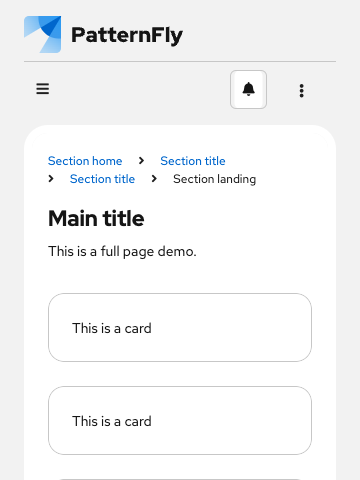 PatternFly
Section home > Section title
> Section title > Section landing
Main title
This is a full page demo.
This is a card
This is a card